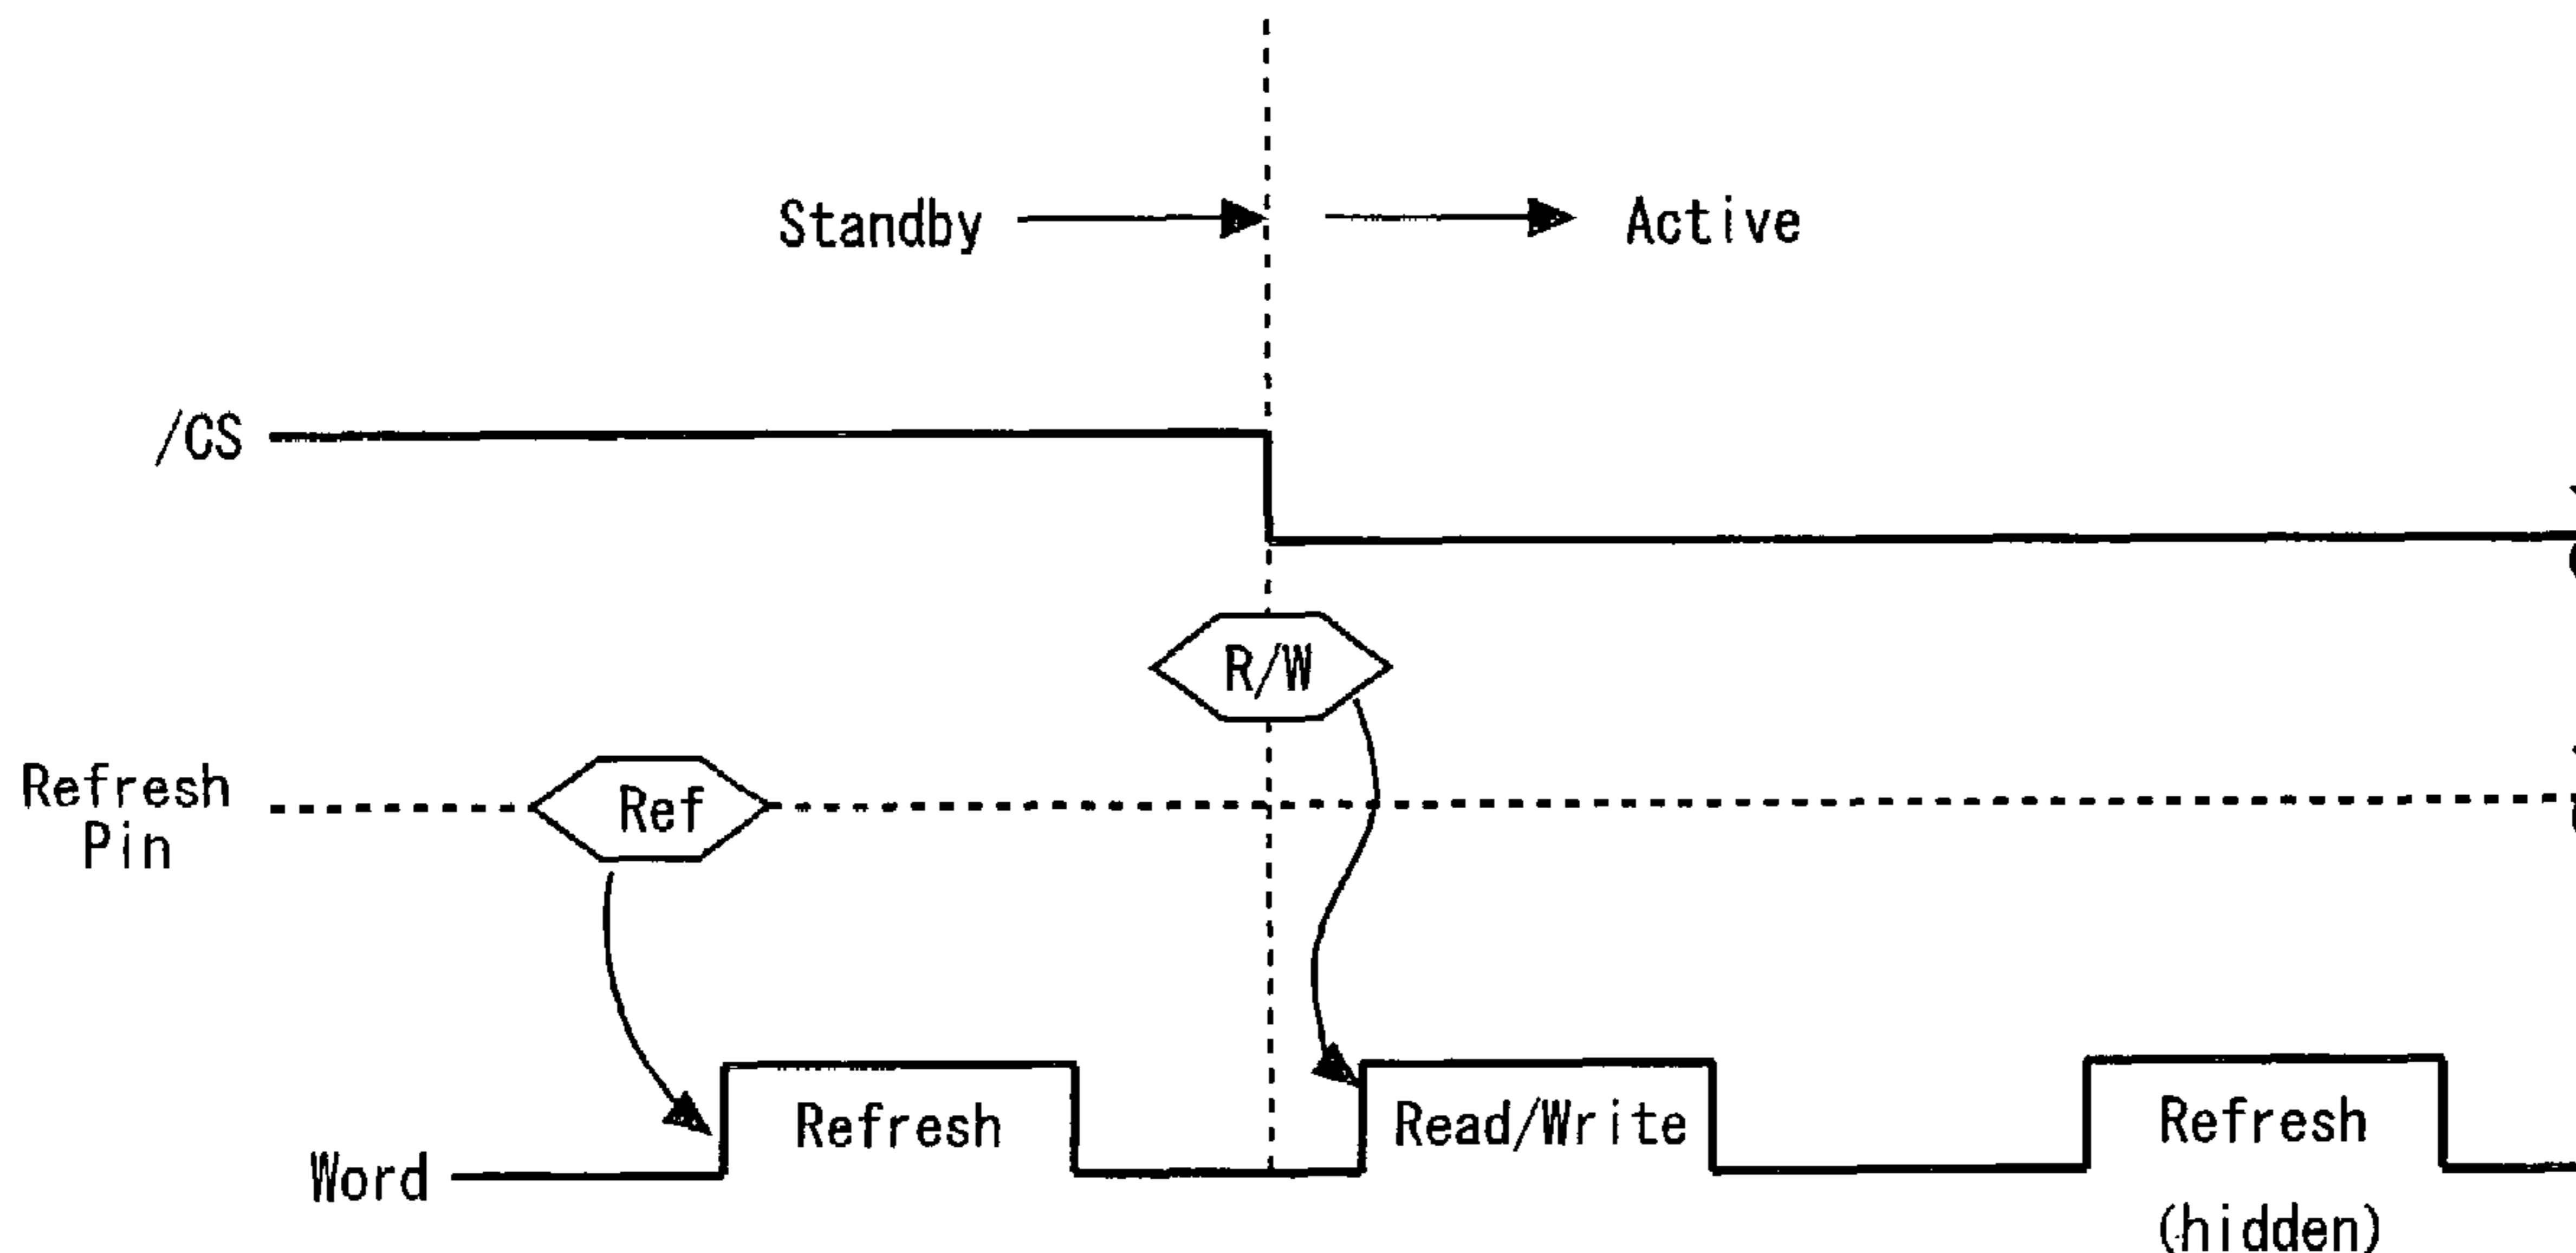 Standby
Active
/CS
R/W
Refresh
Pin
Ref
Refresh
Read/Write
Refresh
Word
(hidden)